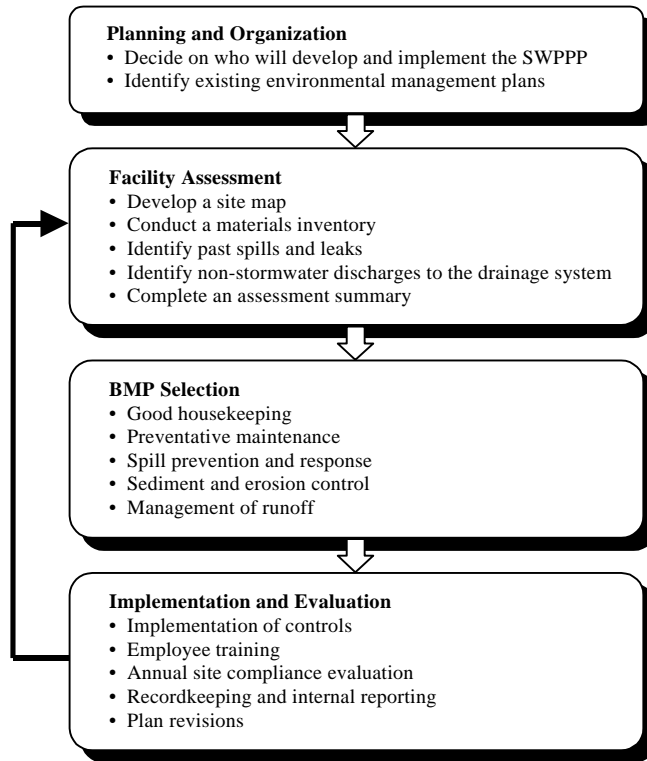 Planning and Organization
• Decide on who will develop and implement the SWPPP
• Identify existing environmental management plans
Facility Assessment
• Develop a site map
• Conduct a materials inventory
• Identify past spills and leaks
• Identify non-stormwater discharges to the drainage system
• Complete an assessment summary
BMP Selection
• Good housekeeping
• Preventative maintenance
• Spill prevention and response
• Sediment and erosion control
• Management of runoff
Implementation and Evaluation
• Implementation of controls
• Employee training
• Annual site compliance evaluation
• Recordkeeping and internal reporting
• Plan revisions